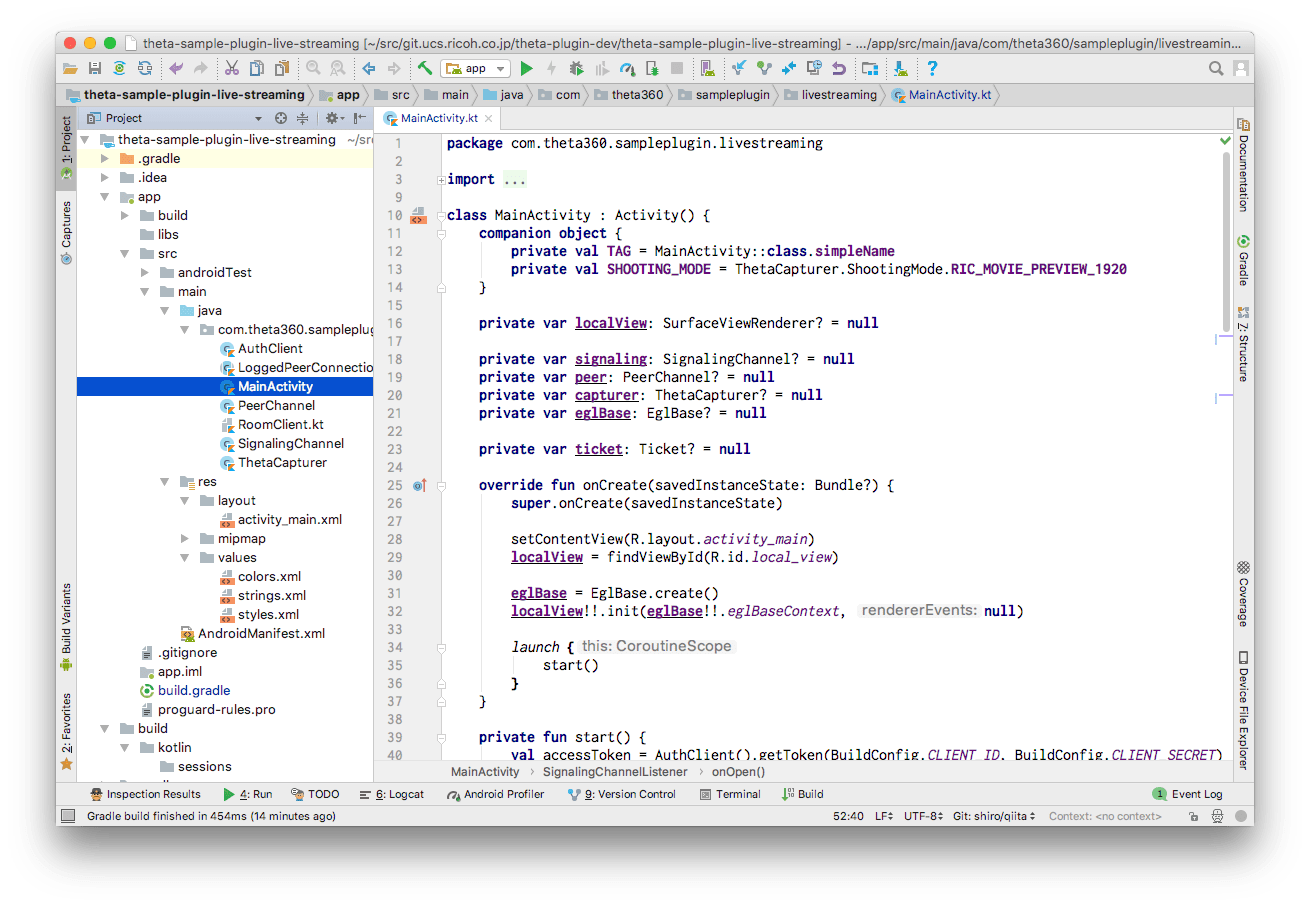 theta-sample-plugin-live-streaming [~/src/git.ucs.ricoh.co.jp/theta-plugin-dev/theta-sample-plugin-live-streaming] - .../app/src/main/java/com/theta360/sampleplugin/livestreamin...
app
theta-sample-plugin-live-streaming app src main java com theta360 sampleplugin livestreaming MainActivity.kt
Project
MainActivity.kt
1: Project
Captures
Build Variants
2: Favorites
theta-sample-plugin-live-streaming ~/sr
.gradle
.idea
app
build
libs
src
androidTest
main
java
com.theta360.sampleplug
AuthClient
LoggedPeerConnectio
MainActivity
PeerChannel
RoomClient.kt
SignalingChannel
ThetaCapturer
res
layout
activity_main.xml
mipmap
values
colors.xml
strings.xml
styles.xml
AndroidManifest.xml
.gitignore
app.iml
build.gradle
proguard-rules.pro
build
kotlin
sessions
1 package com.theta360.sampleplugin.livestreaming
2
3 import ...
9
10 class MainActivity : Activity() {
11 companion object {
12 private val TAG = MainActivity::class.simpleName
13 private val SHOOTING_MODE = ThetaCapturer.ShootingMode.RIC_MOVIE_PREVIEW_1920
14 }
15
16 private var localView: SurfaceViewRenderer? = null
17
18 private var signaling: SignalingChannel? = null
19 private var peer: PeerChannel? = null
20 private var capturer: ThetaCapturer? = null
21 private var eglBase: EglBase? = null
22
23 private var ticket: Ticket? = null
24
25 override fun onCreate(savedInstanceState: Bundle?) {
26 super.onCreate(savedInstanceState)
27
28 setContentView(R.layout.activity_main)
29 localView = findViewById(R.id.local_view)
30
31 eglBase = EglBase.create()
32 localView!!.init(eglBase!!.eglBaseContext, rendererEvents: null)
33
34 launch { this: CoroutineScope
35 start()
36 }
37 }
38
39 private fun start() {
40 val accessToken = AuthClient().getToken(BuildConfig.CLIENT_ID, BuildConfig.CLIENT_SECRET)
MainActivity › SignalingChannelListener › onOpen()
Documentation
Gradle
Z: Structure
Coverage
Device File Explorer
Inspection Results 4: Run TODO 6: Logcat Android Profiler 9: Version Control Terminal Build 1 Event Log
Gradle build finished in 454ms (14 minutes ago) 52:40 LF UTF-8 Git: shiro/qiita Context: <no context>